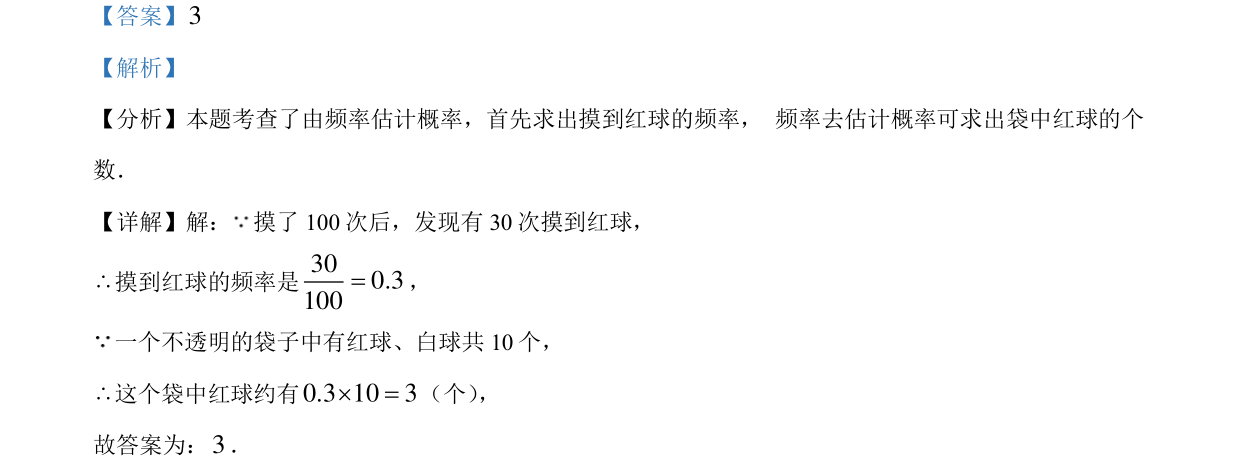 【答案】3
【解析】
【分析】本题考查了由频率估计概率，首先求出摸到红球的频率， 频率去估计概率可求出袋中红球的个
数．
【详解】解：∵摸了 100 次后，发现有 30 次摸到红球，
∴摸到红球的频率是 30/100 = 0.3，
∵一个不透明的袋子中有红球、白球共 10 个，
∴这个袋中红球约有 0.3×10 = 3（个），
故答案为：3．